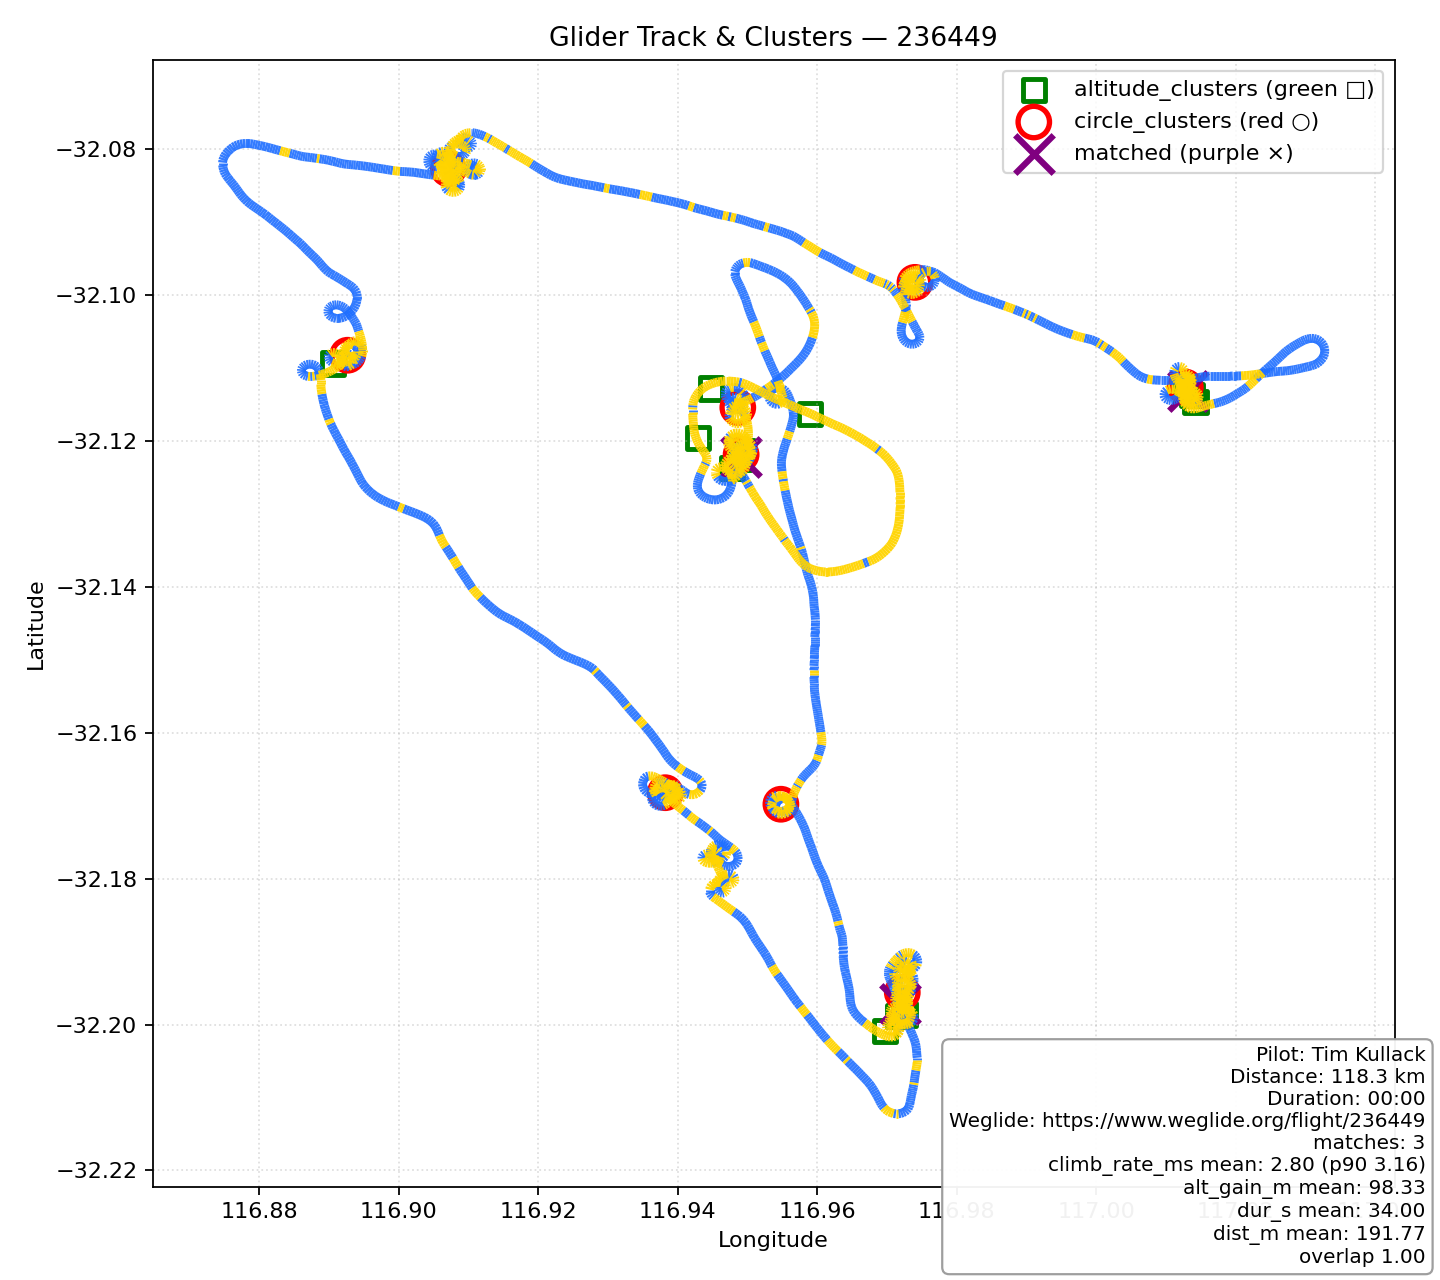 Glider Track & Clusters — 236449
altitude_clusters (green □)
circle_clusters (red ○)
matched (purple ×)
−32.08
−32.10
−32.12
−32.14
−32.16
−32.18
−32.20
−32.22
Latitude
116.88
116.90
116.92
116.94
116.96
116.98
117.00
Longitude
Pilot: Tim Kullack
Distance: 118.3 km
Duration: 00:00
Weglide: https://www.weglide.org/flight/236449
matches: 3
climb_rate_ms mean: 2.80 (p90 3.16)
alt_gain_m mean: 98.33
dur_s mean: 34.00
dist_m mean: 191.77
overlap 1.00